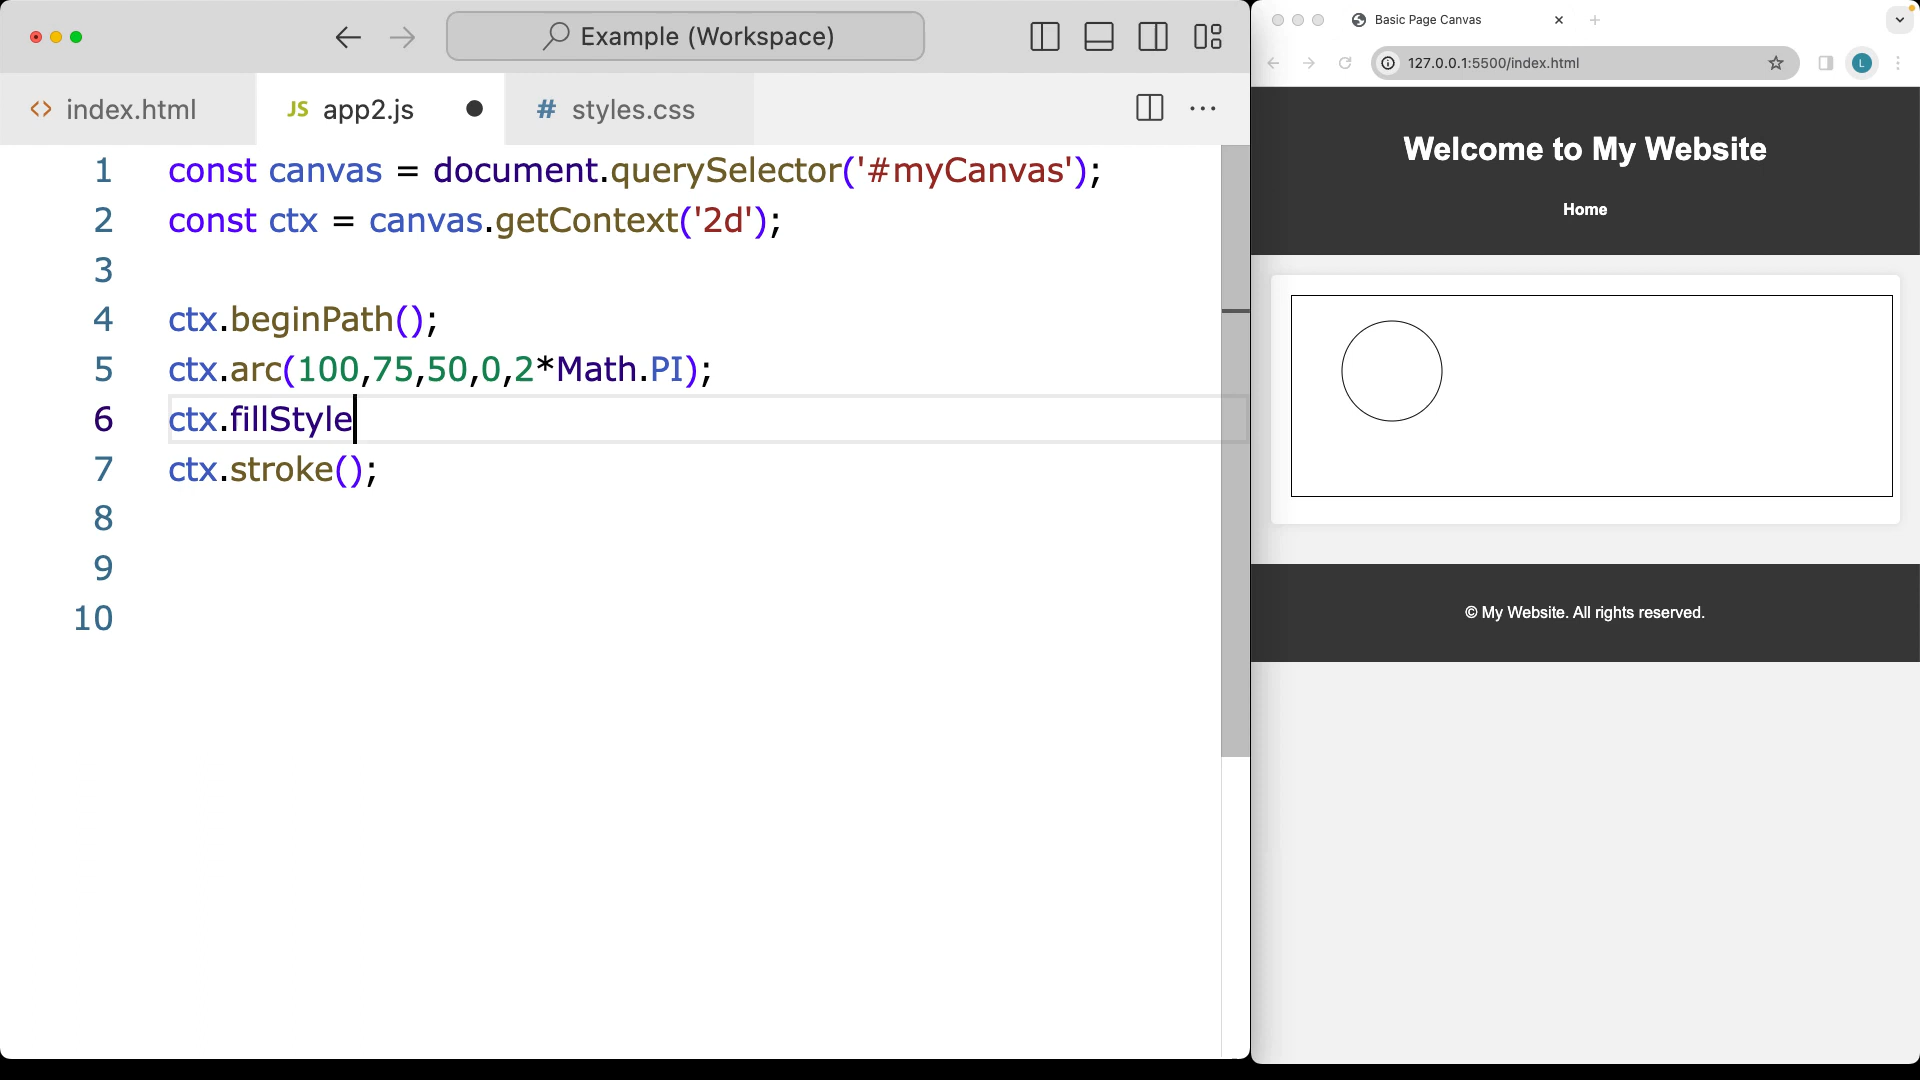 Example (Workspace)
<> index.html
JS app2.js
# styles.css
1 const canvas = document.querySelector('#myCanvas');
2 const ctx = canvas.getContext('2d');
3
4 ctx.beginPath();
5 ctx.arc(100,75,50,0,2*Math.PI);
6 ctx.fillStyle
7 ctx.stroke();
8
9
10
Basic Page Canvas
127.0.0.1:5500/index.html
L
Welcome to My Website
Home
© My Website. All rights reserved.